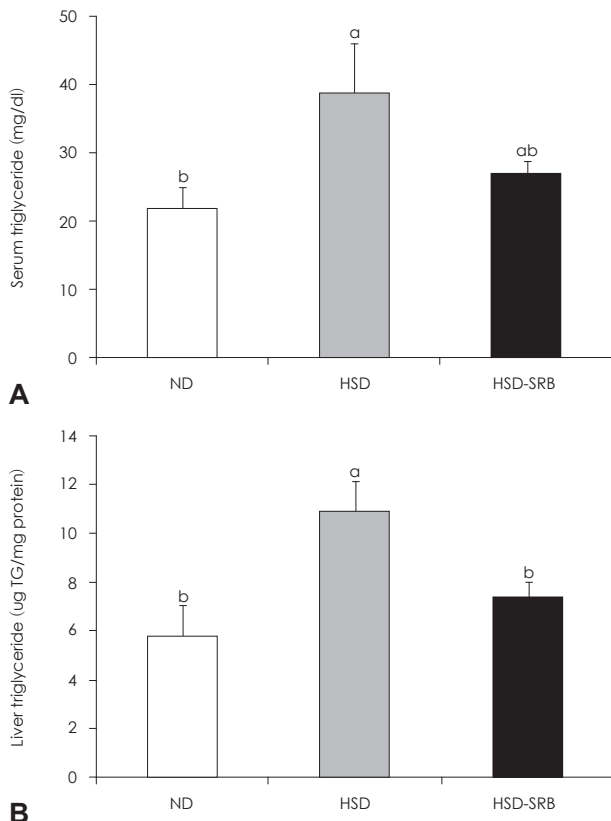 50
40
30
20
10
0
Serum triglyceride (mg/dl)
b
a
ab
ND HSD HSD-SRB
A
14
12
10
8
6
4
2
0
Liver triglyceride (ug TG/mg protein)
b
a
b
ND HSD HSD-SRB
B